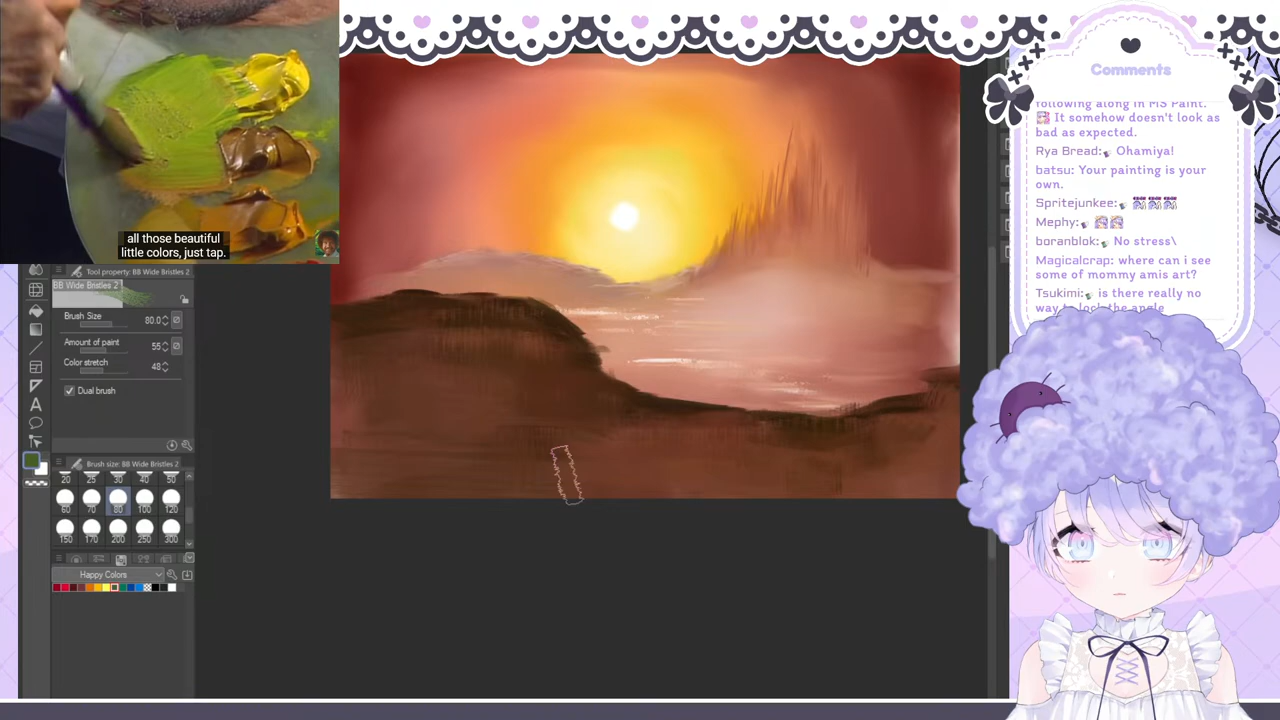 all those beautiful
little colors, just tap.
Tool property: BB Wide Bristles 2
BB Wide Bristles 2
Brush Size 80.0
Amount of paint 55
Color stretch 48
Dual brush
Brush size: BB Wide Bristles 2
20 25 30 40 50
60 70 80 100 120
150 170 200 250 300
Happy Colors
Comments
following along in MS Paint.
It somehow doesn't look as
bad as expected.
Rya Bread: Ohamiya!
batsu: Your painting is your
own.
Spritejunkee:
Mephy:
boranblok: No stress\
Magicalcrap: where can i see
some of mommy amis art?
Tsukimi: is there really no
way to lock the angle